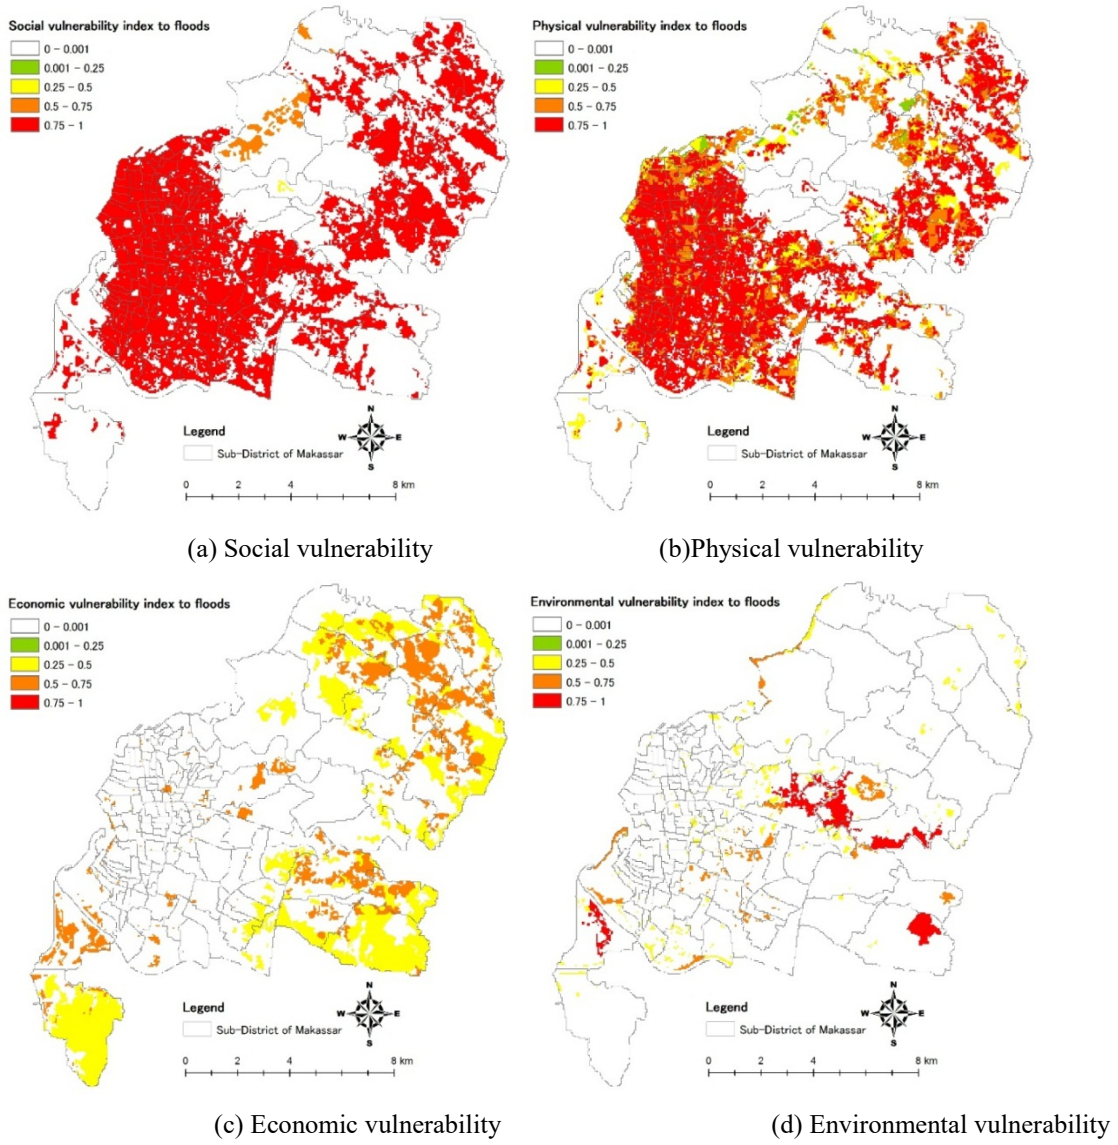 Social vulnerability index to floods
0 - 0.001
0.001 - 0.25
0.25 - 0.5
0.5 - 0.75
0.75 - 1
N
W E
S
Legend
Sub-District of Makassar
0 2 4 8 km
(a) Social vulnerability
Physical vulnerability index to floods
0 - 0.001
0.001 - 0.25
0.25 - 0.5
0.5 - 0.75
0.75 - 1
N
W E
S
Legend
Sub-District of Makassar
0 2 4 8 km
(b)Physical vulnerability
Economic vulnerability index to floods
0 - 0.001
0.001 - 0.25
0.25 - 0.5
0.5 - 0.75
0.75 - 1
N
W E
S
Legend
Sub-District of Makassar
0 2 4 8 km
(c) Economic vulnerability
Environmental vulnerability index to floods
0 - 0.001
0.001 - 0.25
0.25 - 0.5
0.5 - 0.75
0.75 - 1
N
W E
S
Legend
Sub-District of Makassar
0 2 4 8 km
(d) Environmental vulnerability